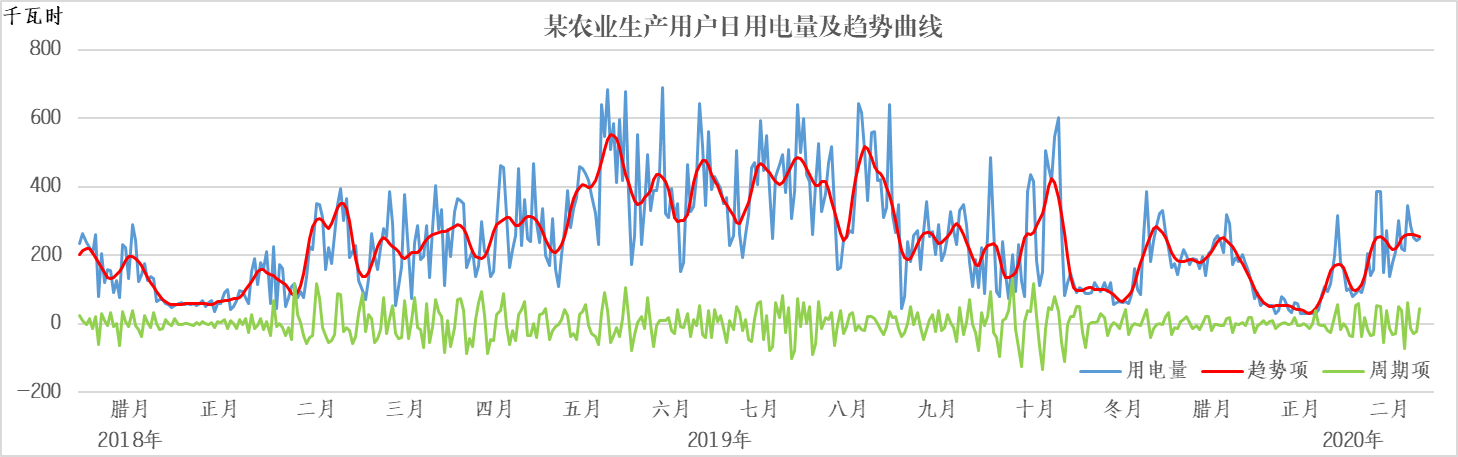 千瓦时
某农业生产用户日用电量及趋势曲线
800
600
400
200
0
-200
用电量 趋势项 周期项
腊月 正月 二月 三月 四月 五月 六月 七月 八月 九月 十月 冬月 腊月 正月 二月
2018年 2019年 2020年